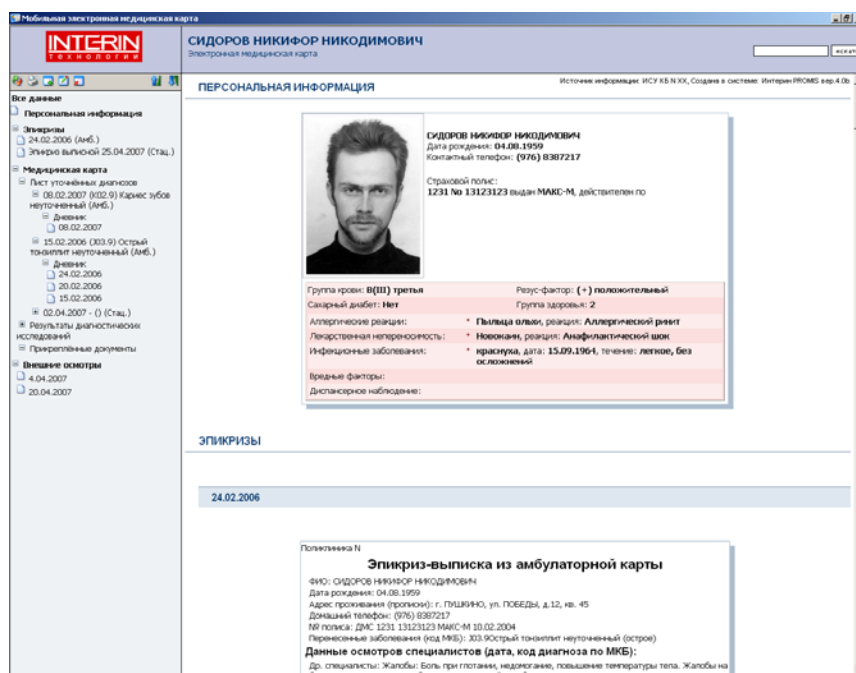 Мобильная электронная медицинская карта
INTERIN
ТЕХНОЛОГИИ
СИДОРОВ НИКИФОР НИКОДИМОВИЧ
Электронная медицинская карта
искат
Все данные
Персональная информация
Эпикризы
24.02.2006 (Амб.)
Эпикриз выписной 25.04.2007 (Стац.)
Медицинская карта
Лист уточнённых диагнозов
08.02.2007 (K02.9) Кариес зубов
неуточненный (Амб.)
Дневник
08.02.2007
15.02.2006 (J03.9) Острый
тонзиллит неуточненный (Амб.)
Дневник
24.02.2006
20.02.2006
15.02.2006
02.04.2007 - () (Стац.)
Результаты диагностических
исследований
Прикреплённые документы
Внешние осмотры
4.04.2007
20.04.2007
Источник информации: ИСУ КБ N XX, Создана в системе: Интерин PROMIS вер.4.0b
ПЕРСОНАЛЬНАЯ ИНФОРМАЦИЯ
СИДОРОВ НИКИФОР НИКОДИМОВИЧ
Дата рождения: 04.08.1959
Контактный телефон: (976) 8387217
Страховой полис:
1231 No 13123123 выдан МАКС-М, действителен по
Группа крови: B(III) третья Резус-фактор: (+) положительный
Сахарный диабет: Нет Группа здоровья: 2
Аллергические реакции: * Пыльца ольхи, реакция: Аллергический ринит
Лекарственная непереносимость: * Новокаин, реакция: Анафилактический шок
Инфекционные заболевания: * краснуха, дата: 15.09.1964, течение: легкое, без
осложнений
Вредные факторы:
Диспансерное наблюдение:
ЭПИКРИЗЫ
24.02.2006
Поликлиника N
Эпикриз-выписка из амбулаторной карты
ФИО: СИДОРОВ НИКИФОР НИКОДИМОВИЧ
Дата рождения: 04.08.1959
Адрес проживания (прописки): г. ПУШКИНО, ул. ПОБЕДЫ, д.12, кв. 45
Домашний телефон: (976) 8387217
№ полиса: ДМС 1231 13123123 МАКС-М 10.02.2004
Перенесенные заболевания (код МКБ): J03.9Острый тонзиллит неуточненный (острое)
Данные осмотров специалистов (дата, код диагноза по МКБ):
Др. специалисты: Жалобы: Боль при глотании, недомогание, повышение температуры тела. Жалобы на